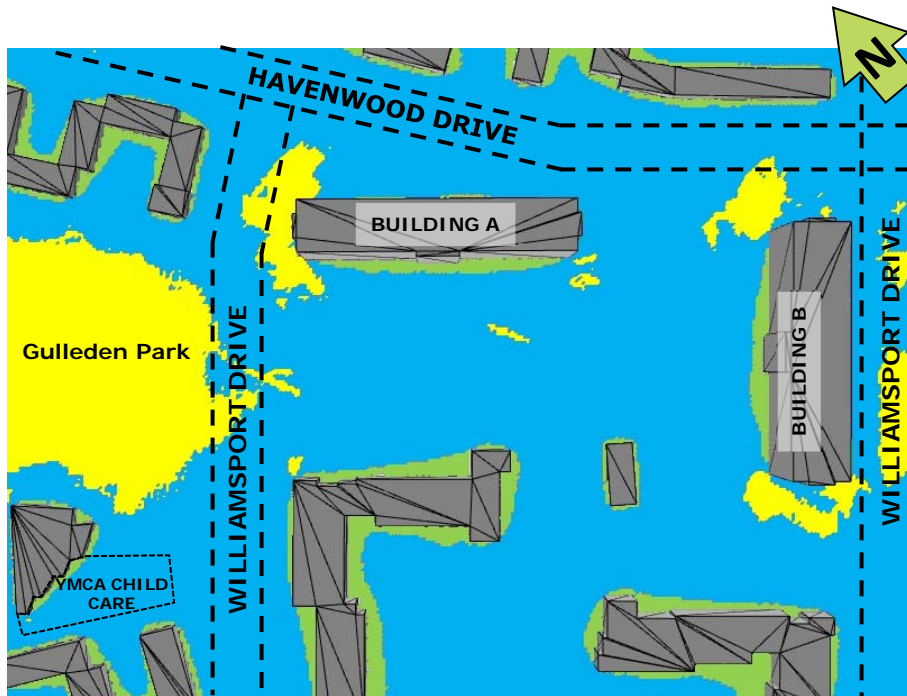 N
HAVENWOOD DRIVE
BUILDING A
WILLIAMSPORT DRIVE
BUILDING B
Gulleden Park
WILLIAMSPORT DRIVE
YMCA CHILD
CARE